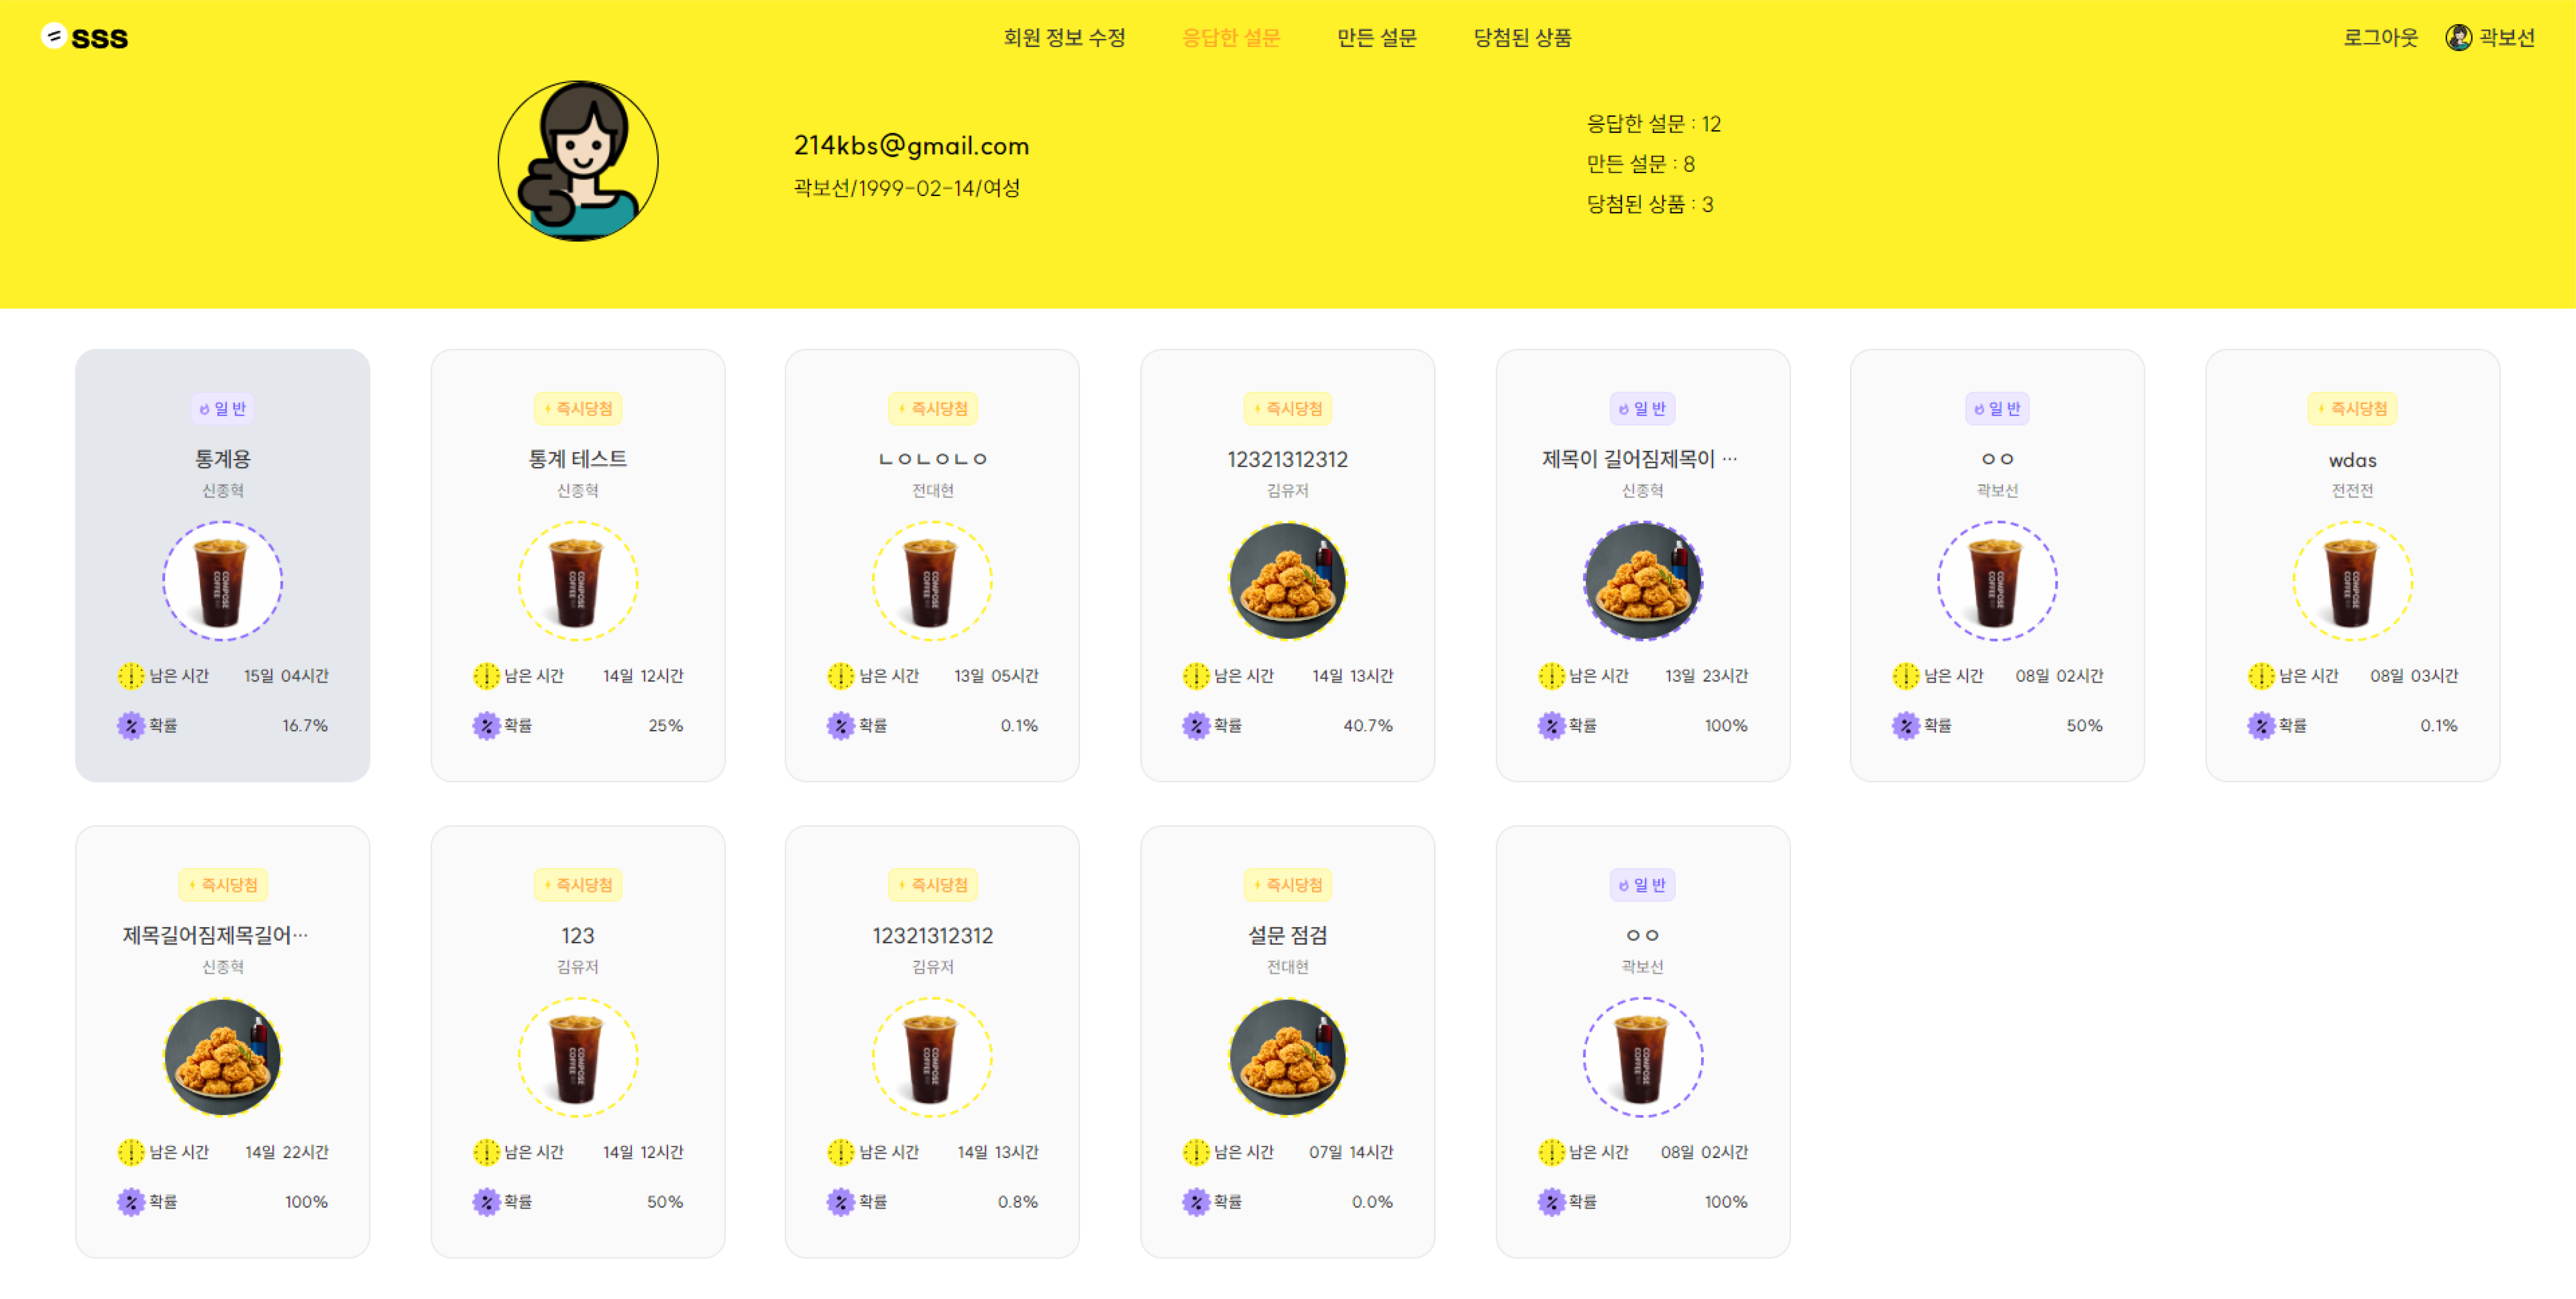 sss
회원 정보 수정
응답한 설문
만든 설문
당첨된 상품
로그아웃
곽보선
214kbs@gmail.com
곽보선/1999-02-14/여성
응답한 설문 : 12
만든 설문 : 8
당첨된 상품 : 3
일 반
통계용
신종혁
COMPOSE
COFFEE
남은 시간 15일 04시간
확률 16.7%
즉시당첨
통계 테스트
신종혁
COMPOSE
COFFEE
남은 시간 14일 12시간
확률 25%
즉시당첨
ㄴㅇㄴㅇㄴㅇ
전대현
COMPOSE
COFFEE
남은 시간 13일 05시간
확률 0.1%
즉시당첨
12321312312
김유저
남은 시간 14일 13시간
확률 40.7%
일 반
제목이 길어짐제목이 ...
신종혁
남은 시간 13일 23시간
확률 100%
일 반
ㅇㅇ
곽보선
COMPOSE
COFFEE
남은 시간 08일 02시간
확률 50%
즉시당첨
wdas
전전전
COMPOSE
COFFEE
남은 시간 08일 03시간
확률 0.1%
즉시당첨
제목길어짐제목길어...
신종혁
남은 시간 14일 22시간
확률 100%
즉시당첨
123
김유저
COMPOSE
COFFEE
남은 시간 14일 12시간
확률 50%
즉시당첨
12321312312
김유저
COMPOSE
COFFEE
남은 시간 14일 13시간
확률 0.8%
즉시당첨
설문 점검
전대현
남은 시간 07일 14시간
확률 0.0%
일 반
ㅇㅇ
곽보선
COMPOSE
COFFEE
남은 시간 08일 02시간
확률 100%